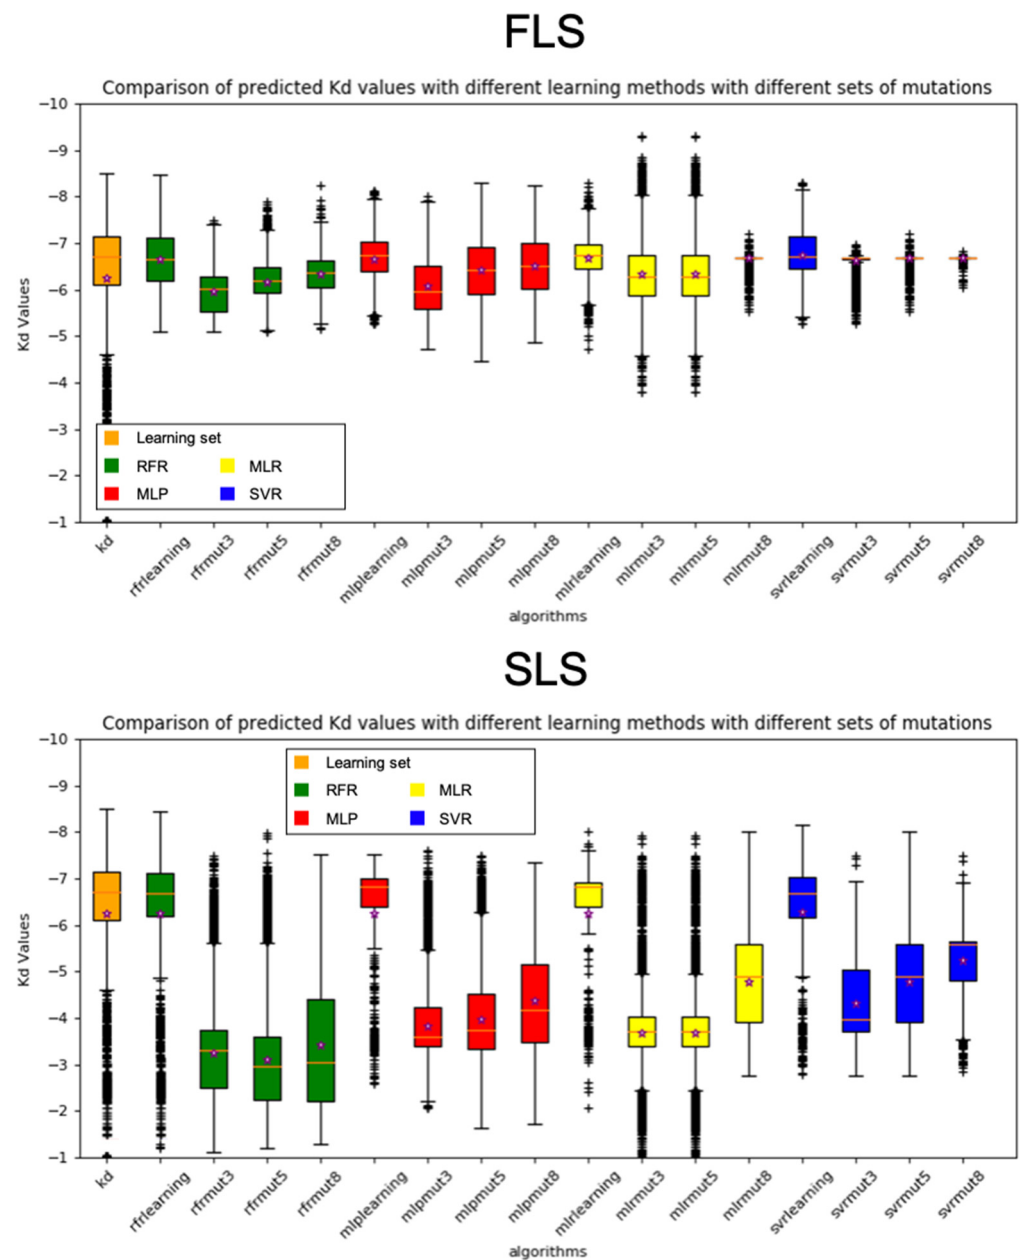 FLS
Comparison of predicted Kd values with different learning methods with different sets of mutations
−10
−9
−8
−7
−6
−5
−4
−3
−2
−1
Kd Values
Learning set
RFR
MLR
MLP
SVR
kd
rfrlearning
rfrmut3
rfrmut5
rfrmut8
mlplearning
mlpmut3
mlpmut5
mlpmut8
mlrlearning
mlrmut3
mlrmut5
mlrmut8
svrlearning
svrmut3
svrmut5
svrmut8
algorithms
SLS
Comparison of predicted Kd values with different learning methods with different sets of mutations
−10
−9
−8
−7
−6
−5
−4
−3
−2
−1
Kd Values
Learning set
RFR
MLR
MLP
SVR
kd
rfrlearning
rfrmut3
rfrmut5
rfrmut8
mlplearning
mlpmut3
mlpmut5
mlpmut8
mlrlearning
mlrmut3
mlrmut5
mlrmut8
svrlearning
svrmut3
svrmut5
svrmut8
algorithms